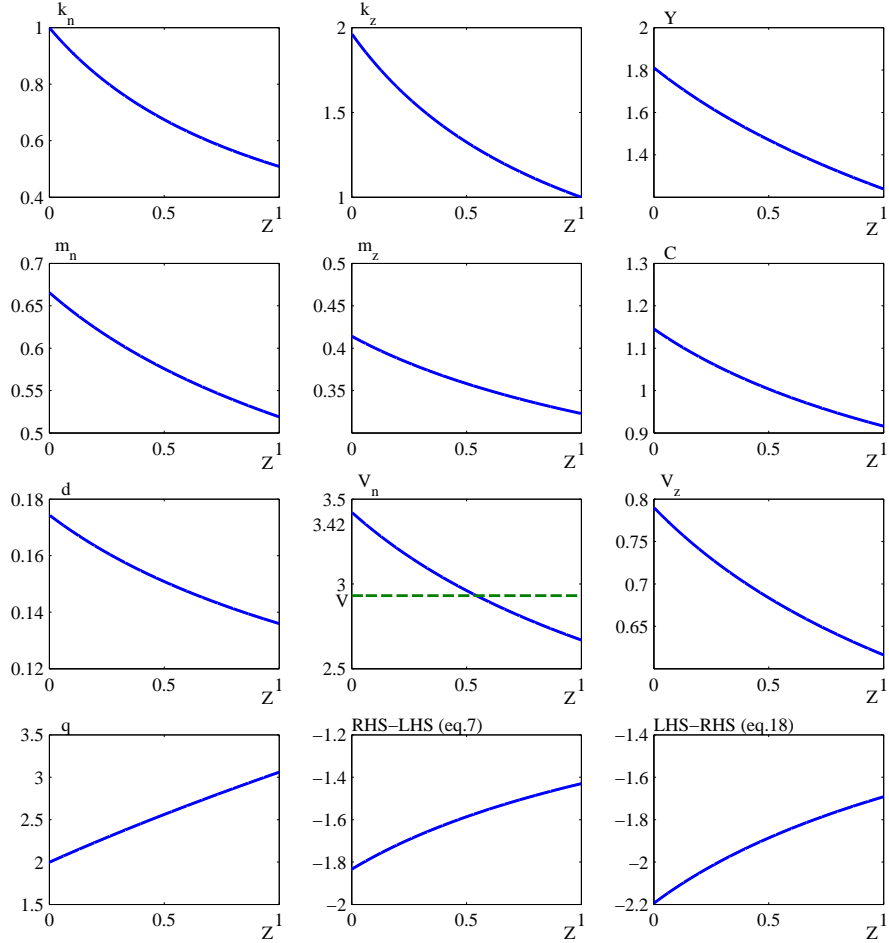 k_n
1
0.8
0.6
0.4
0 0.5 1
Z
k_z
2
1.5
1
0 0.5 1
Z
Y
2
1.8
1.6
1.4
0 0.5 1
Z
m_n
0.7
0.65
0.6
0.55
0.5
0 0.5 1
Z
m_z
0.5
0.45
0.4
0.35
0 0.5 1
Z
C
1.3
1.2
1.1
1
0.9
0 0.5 1
Z
d
0.18
0.16
0.14
0.12
0 0.5 1
Z
V_n
3.5
3.42
3
V
2.5
0 0.5 1
Z
V_z
0.8
0.75
0.7
0.65
0 0.5 1
Z
q
3.5
3
2.5
2
1.5
0 0.5 1
Z
RHS−LHS (eq.7)
−1.2
−1.4
−1.6
−1.8
−2
0 0.5 1
Z
LHS−RHS (eq.18)
−1.4
−1.6
−1.8
−2
−2.2
0 0.5 1
Z